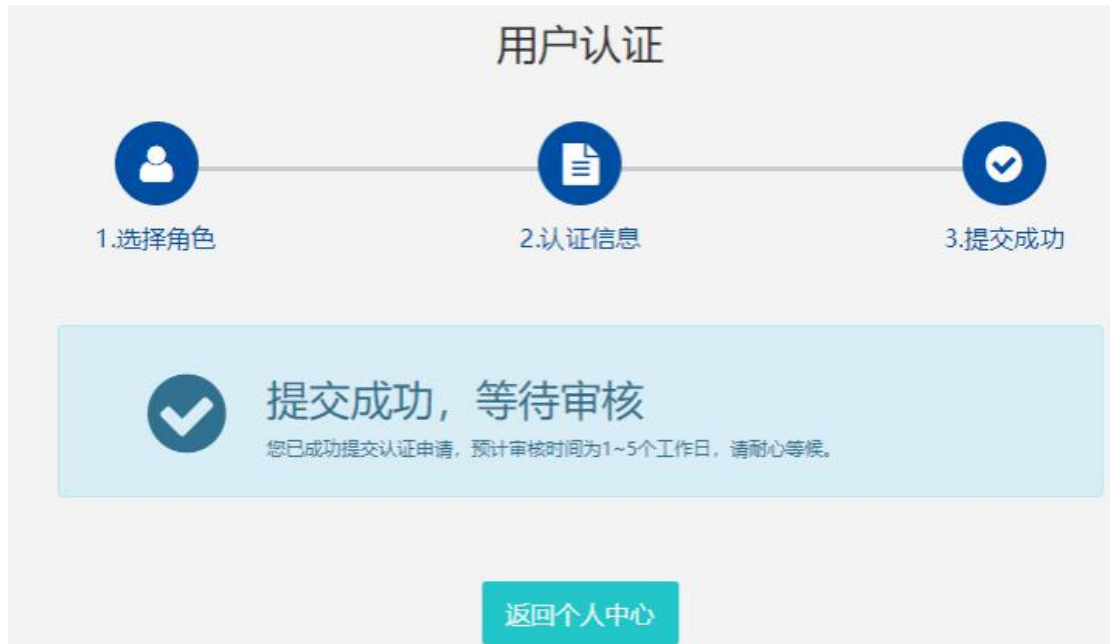 用户认证
1.选择角色
2.认证信息
3.提交成功
提交成功，等待审核
您已成功提交认证申请，预计审核时间为1~5个工作日，请耐心等候。
返回个人中心